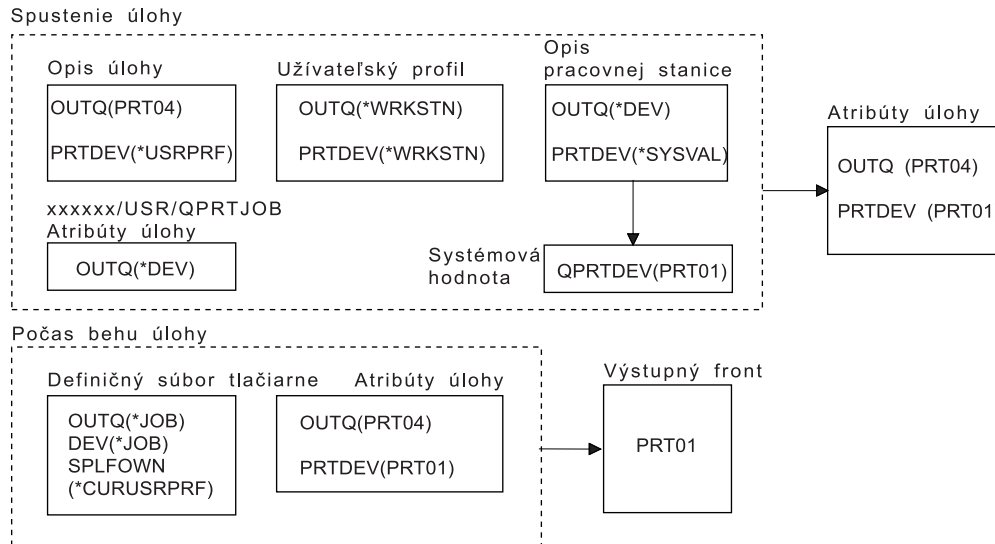 Spustenie úlohy
Opis úlohy
OUTQ(PRT04)
PRTDEV(*USRPRF)
Užívateľský profil
OUTQ(*WRKSTN)
PRTDEV(*WRKSTN)
Opis
pracovnej stanice
OUTQ(*DEV)
PRTDEV(*SYSVAL)
Atribúty úlohy
OUTQ (PRT04)
PRTDEV (PRT01
xxxxxx/USR/QPRTJOB
Atribúty úlohy
OUTQ(*DEV)
Systémová
hodnota
QPRTDEV(PRT01)
Počas behu úlohy
Definičný súbor tlačiarne
OUTQ(*JOB)
DEV(*JOB)
SPLFOWN
(*CURUSRPRF)
Atribúty úlohy
OUTQ(PRT04)
PRTDEV(PRT01)
Výstupný front
PRT01